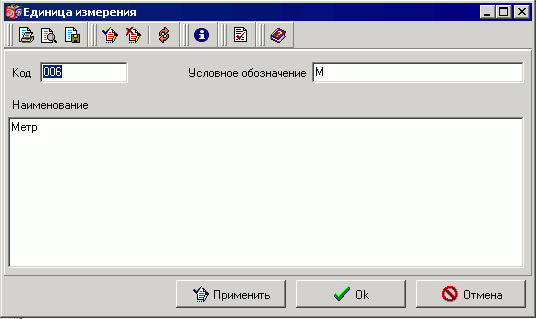 Единица измерения
Код 006 Условное обозначение М
Наименование
Метр
Применить Ok Отмена